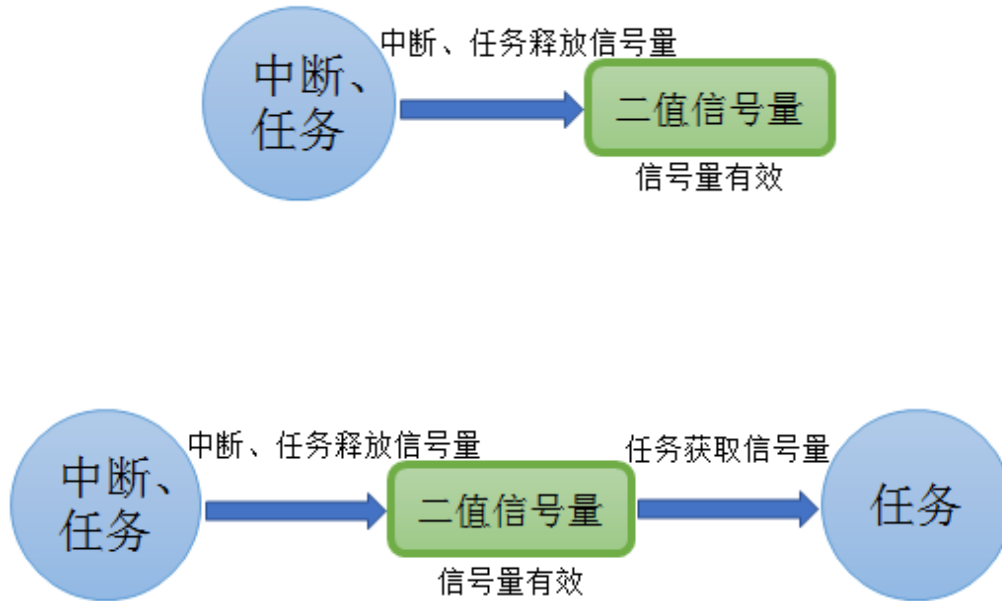 中断、任务释放信号量
中断、
任务
二值信号量
信号量有效
中断、任务释放信号量
任务获取信号量
中断、
任务
二值信号量
任务
信号量有效